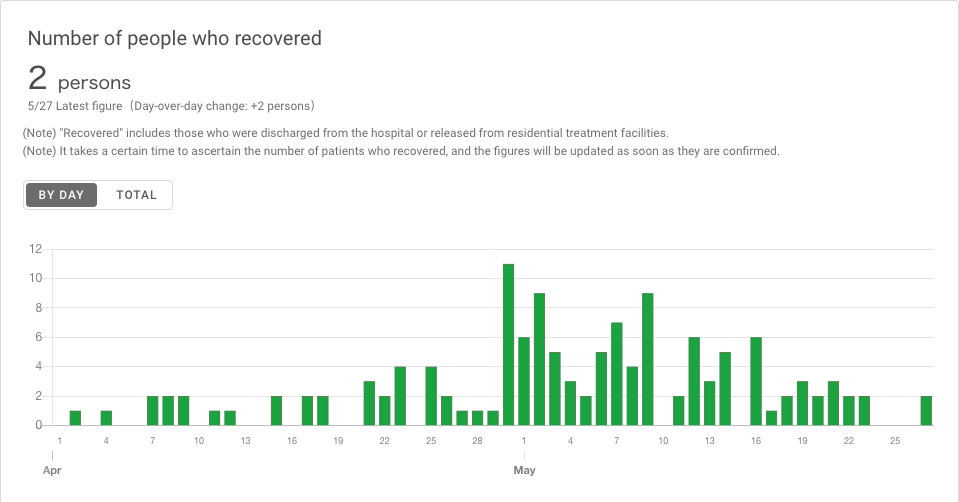 Number of people who recovered
2 persons
5/27 Latest figure (Day-over-day change: +2 persons)
(Note) "Recovered" includes those who were discharged from the hospital or released from residential treatment facilities.
(Note) It takes a certain time to ascertain the number of patients who recovered, and the figures will be updated as soon as they are confirmed.
BY DAY TOTAL
12
10
8
6
4
2
0
1 4 7 10 13 16 19 22 25 28 1 4 7 10 13 16 19 22 25
Apr May